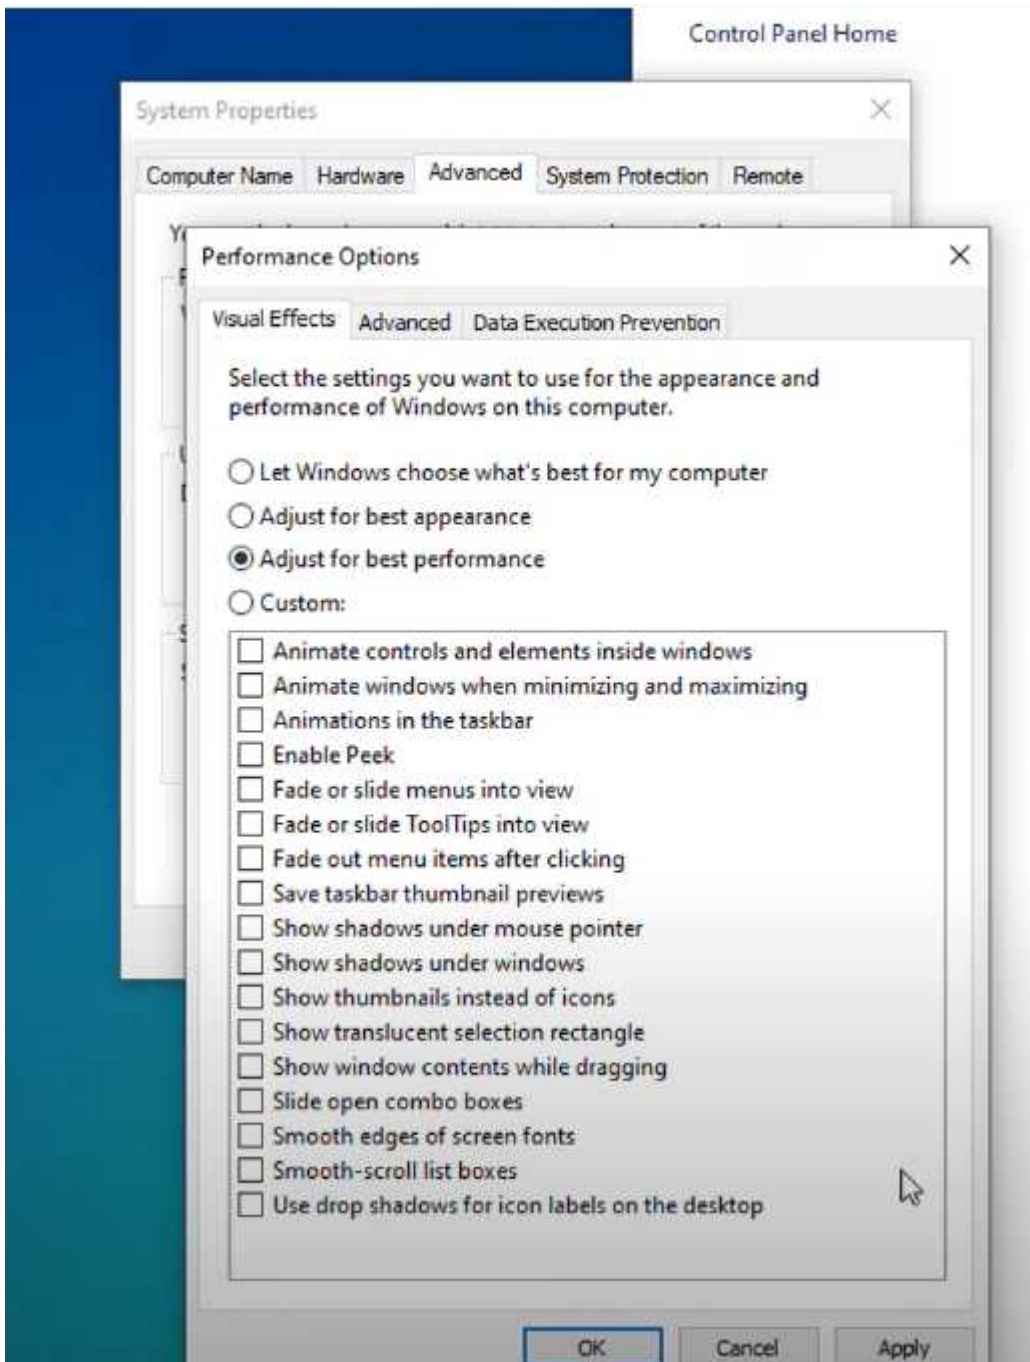 Control Panel Home
System Properties
Computer Name Hardware Advanced System Protection Remote
Performance Options
Visual Effects Advanced Data Execution Prevention
Select the settings you want to use for the appearance and
performance of Windows on this computer.
Let Windows choose what's best for my computer
Adjust for best appearance
Adjust for best performance
Custom:
Animate controls and elements inside windows
Animate windows when minimizing and maximizing
Animations in the taskbar
Enable Peek
Fade or slide menus into view
Fade or slide ToolTips into view
Fade out menu items after clicking
Save taskbar thumbnail previews
Show shadows under mouse pointer
Show shadows under windows
Show thumbnails instead of icons
Show translucent selection rectangle
Show window contents while dragging
Slide open combo boxes
Smooth edges of screen fonts
Smooth-scroll list boxes
Use drop shadows for icon labels on the desktop
OK Cancel Apply